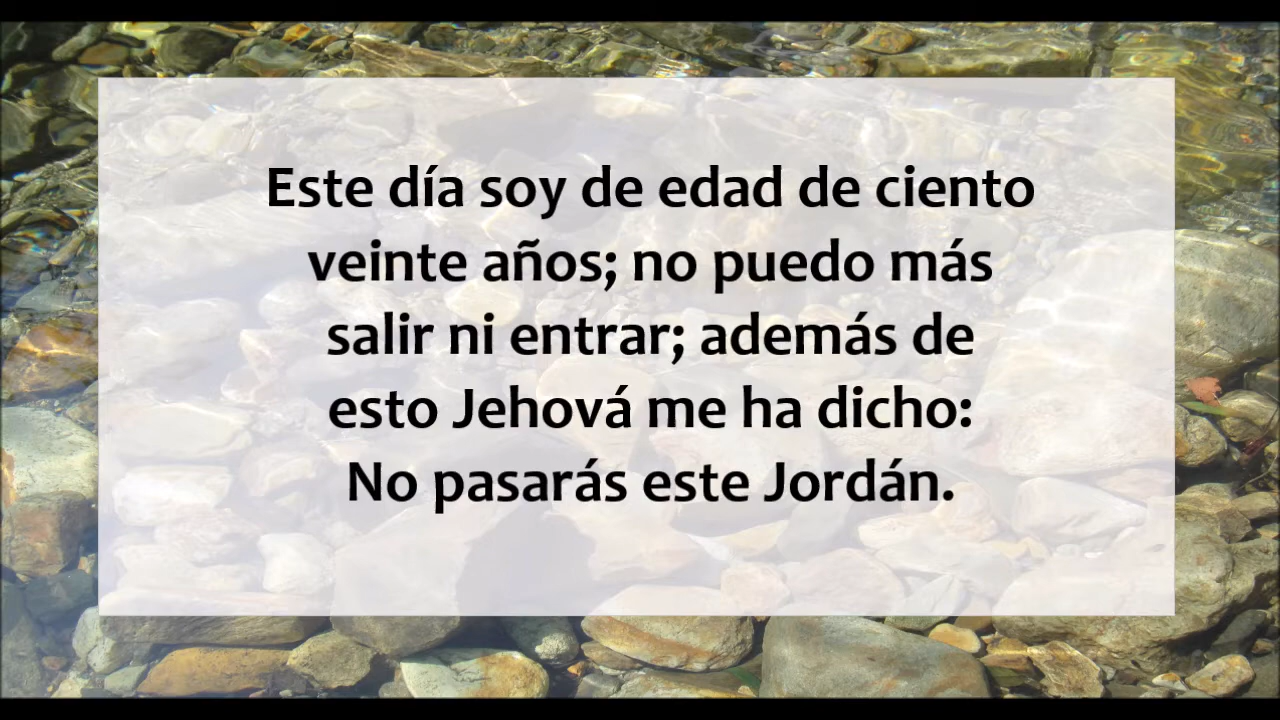 Este día soy de edad de ciento
veinte años; no puedo más
salir ni entrar; además de
esto Jehová me ha dicho:
No pasarás este Jordán.